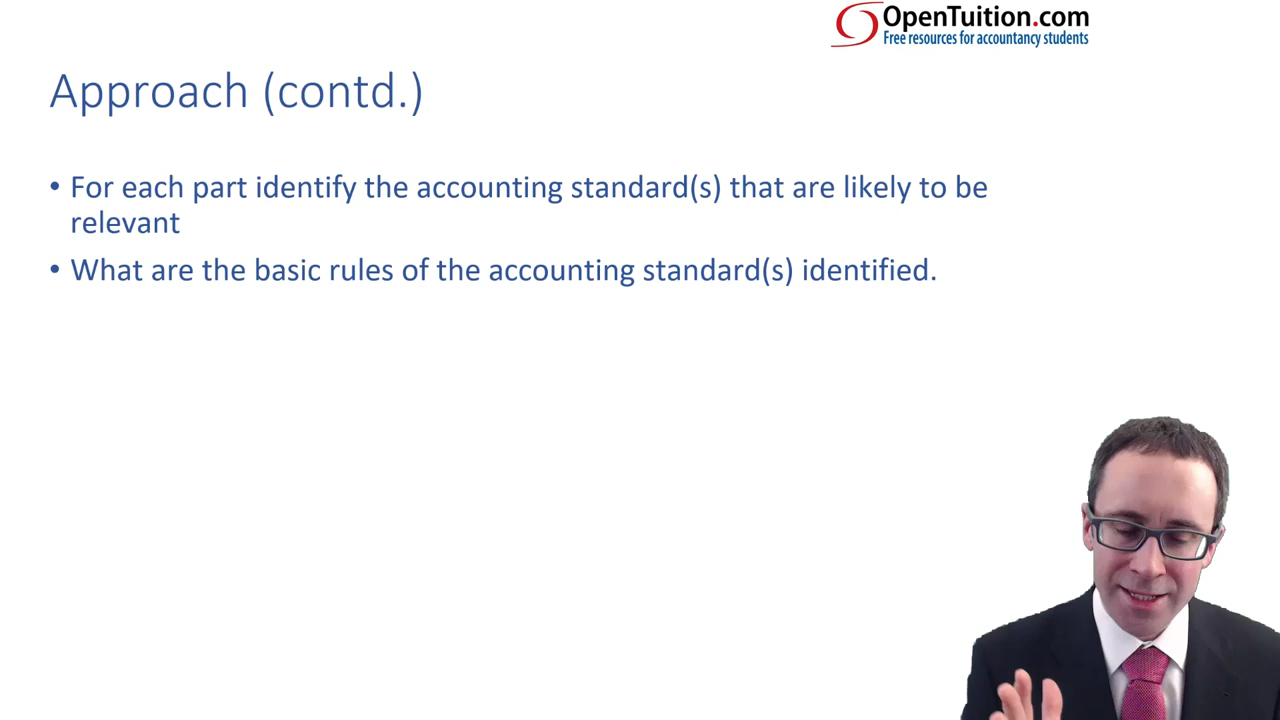 OpenTuition.com
Free resources for accountancy students
Approach (contd.)
• For each part identify the accounting standard(s) that are likely to be
relevant
• What are the basic rules of the accounting standard(s) identified.